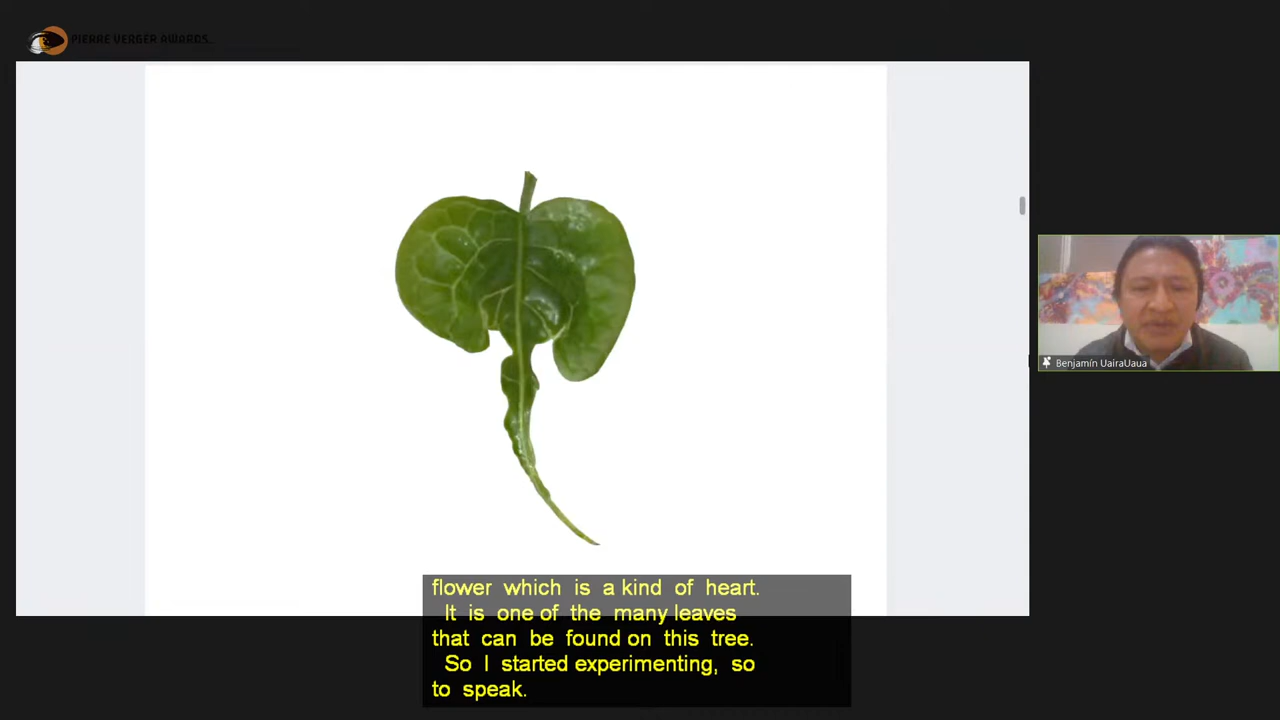 PIERRE VERGER AWARDS...
Benjamín UairaUaua
flower which is a kind of heart.
It is one of the many leaves
that can be found on this tree.
So I started experimenting, so
to speak.